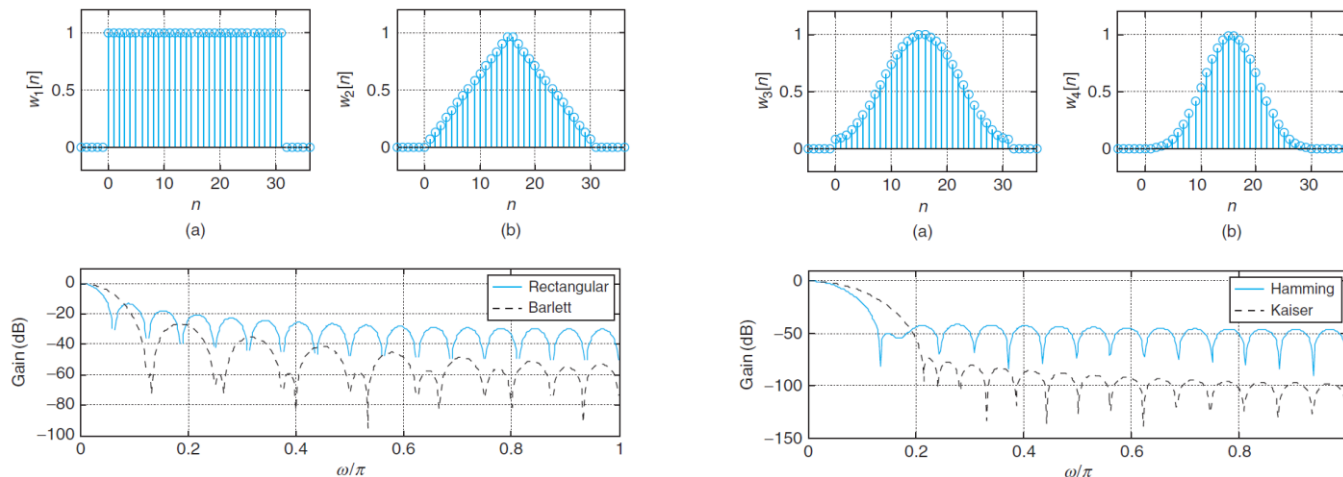 w₁[n]
1
0.5
0
0 10 20 30
n
(a)
w₂[n]
1
0.5
0
0 10 20 30
n
(b)
w₃[n]
1
0.5
0
0 10 20 30
n
(a)
w₄[n]
1
0.5
0
0 10 20 30
n
(b)
Gain (dB)
0
−20
−40
−60
−80
−100
0 0.2 0.4 0.6 0.8 1
ω/π
Rectangular
Barlett
Gain (dB)
0
−50
−100
−150
0 0.2 0.4 0.6 0.8
ω/π
Hamming
Kaiser